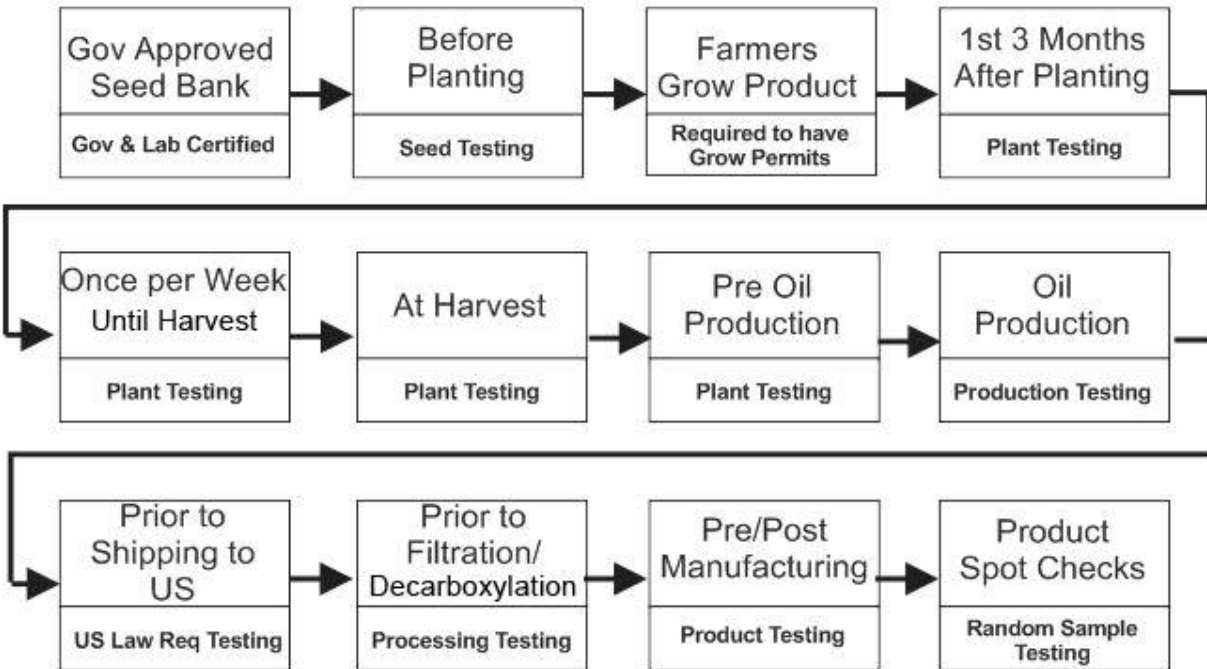 Gov Approved
Seed Bank
Gov & Lab Certified
Before
Planting
Seed Testing
Farmers
Grow Product
Required to have
Grow Permits
1st 3 Months
After Planting
Plant Testing
Once per Week
Until Harvest
Plant Testing
At Harvest
Plant Testing
Pre Oil
Production
Plant Testing
Oil
Production
Production Testing
Prior to
Shipping to
US
US Law Req Testing
Prior to
Filtration/
Decarboxylation
Processing Testing
Pre/Post
Manufacturing
Product Testing
Product
Spot Checks
Random Sample
Testing